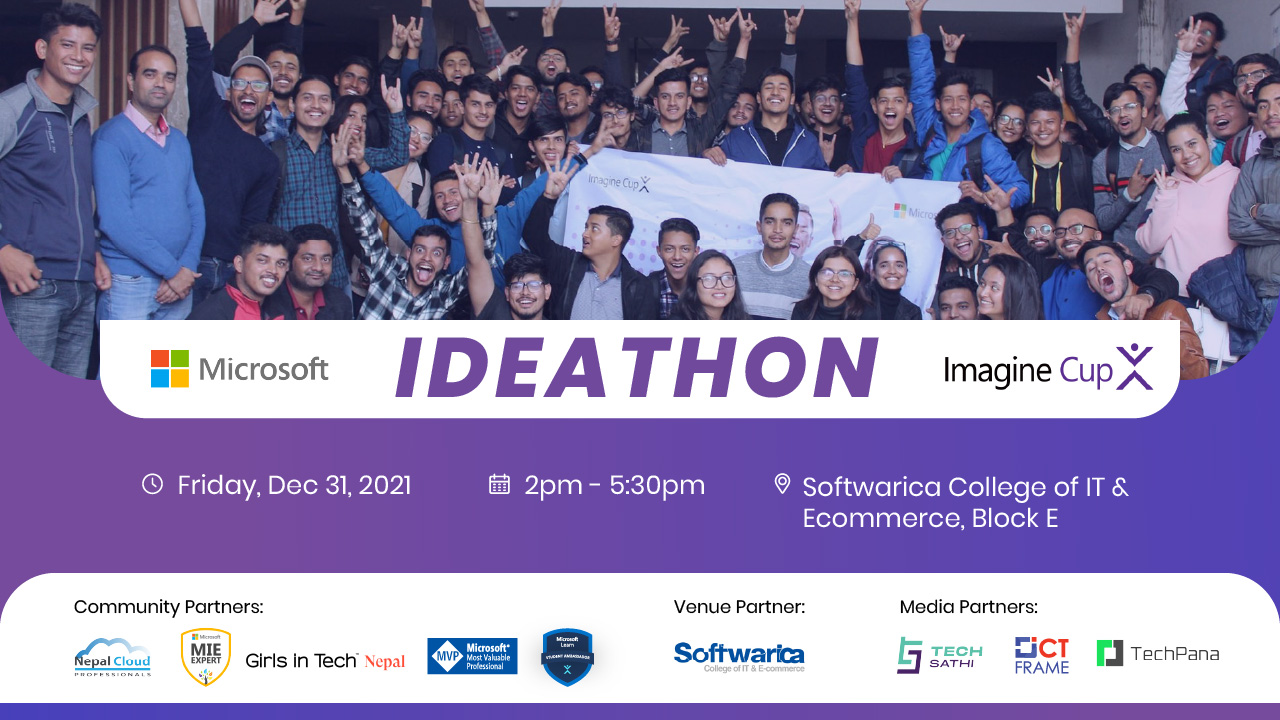 Imagine Cup
Microsoft
Microsoft
IDEATHON
Imagine Cup
Friday, Dec 31, 2021
2pm - 5:30pm
Softwarica College of IT &
Ecommerce, Block E
Community Partners:
Nepal Cloud
PROFESSIONALS
Microsoft
MIE
EXPERT
Girls in Tech Nepal
MVP
Microsoft®
Most Valuable
Professional
Microsoft
Learn
STUDENT AMBASSADOR
Venue Partner:
Softwarica
College of IT & E-commerce
Media Partners:
TECH
SATHI
ICT
FRAME
TechPana